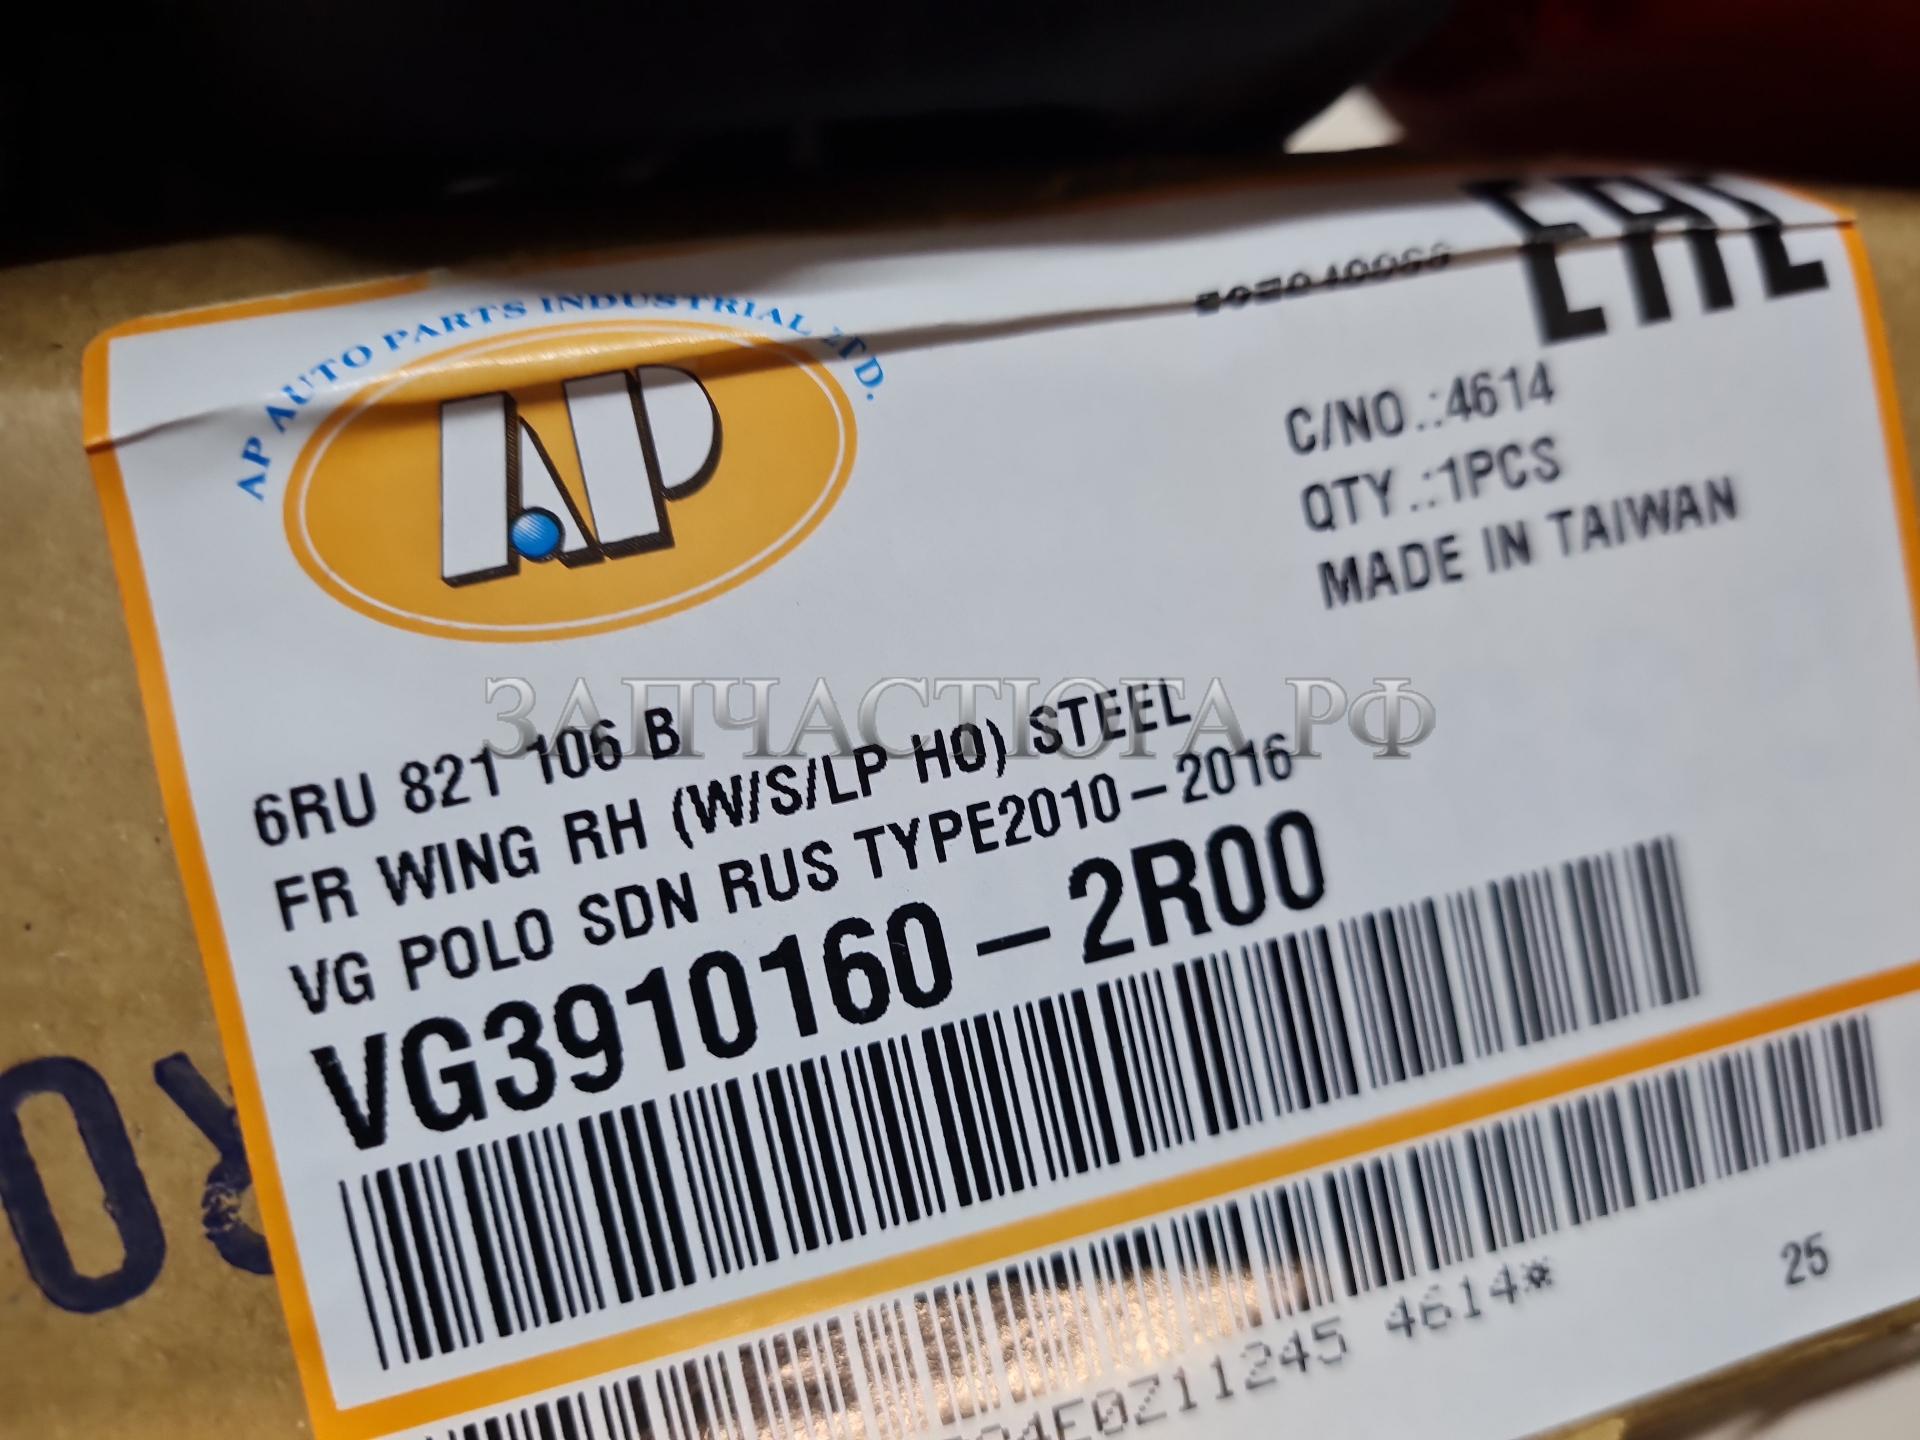 EAC
AP AUTO PARTS INDUSTRIAL LTD.
AP
C/NO.:4614
QTY.:1PCS
MADE IN TAIWAN
ЗАПЧАСТЮГА.РФ
6RU 821 106 B
FR WING RH (W/S/LP HO) STEEL
VG POLO SDN RUS TYPE2010-2016
VG3910160-2R00
4614*
25